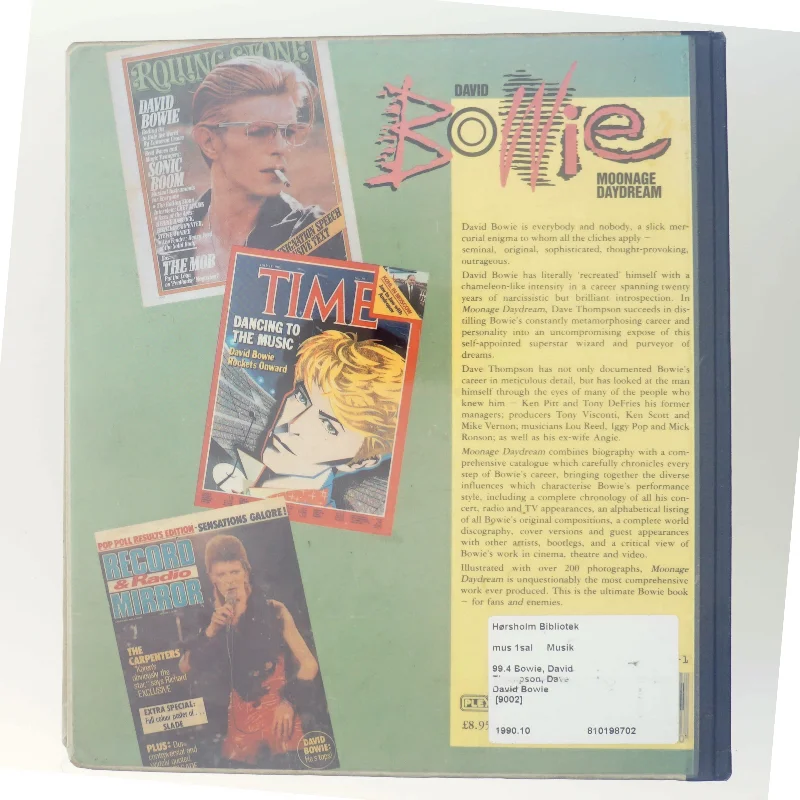 ROLLING STONE
DAVID
BOWIE
SONIC
BOOM
THE MOB
RESIGNATION SPEECH
TIME
DANCING TO
THE MUSIC
David Bowie
Rockets Onward
POP POLL RESULTS EDITION - SENSATIONS GALORE!
RECORD
& Radio
MIRROR
THE
CARPENTERS
EXCLUSIVE
EXTRA SPECIAL:
SLADE
PLUS:
DAVID
BOWIE:
DAVID
BOWie
MOONAGE
DAYDREAM
David Bowie is everybody and nobody, a slick mer-
curial enigma to whom all the cliches apply –
seminal, original, sophisticated, thought-provoking,
outrageous.
David Bowie has literally 'recreated' himself with a
chameleon-like intensity in a career spanning twenty
years of narcissistic but brilliant introspection. In
Moonage Daydream, Dave Thompson succeeds in dis-
tilling Bowie's constantly metamorphosing career and
personality into an uncompromising expose of this
self-appointed superstar wizard and purveyor of
dreams.
Dave Thompson has not only documented Bowie's
career in meticulous detail, but has looked at the man
himself through the eyes of many of the people who
knew him – Ken Pitt and Tony DeFries his former
managers; producers Tony Visconti, Ken Scott and
Mike Vernon; musicians Lou Reed, Iggy Pop and Mick
Ronson; as well as his ex-wife Angie.
Moonage Daydream combines biography with a com-
prehensive catalogue which carefully chronicles every
step of Bowie's career, bringing together the diverse
influences which characterise Bowie's performance
style, including a complete chronology of all his con-
cert, radio and TV appearances, an alphabetical listing
of all Bowie's original compositions, a complete world
discography, cover versions and guest appearances
with other artists, bootlegs, and a critical view of
Bowie's work in cinema, theatre and video.
Illustrated with over 200 photographs, Moonage
Daydream is unquestionably the most comprehensive
work ever produced. This is the ultimate Bowie book
– for fans and enemies.
Hørsholm Bibliotek
mus 1sal Musik
99.4 Bowie, David
David Bowie
[9002]
1990.10 810198702
PLEX
£8.95